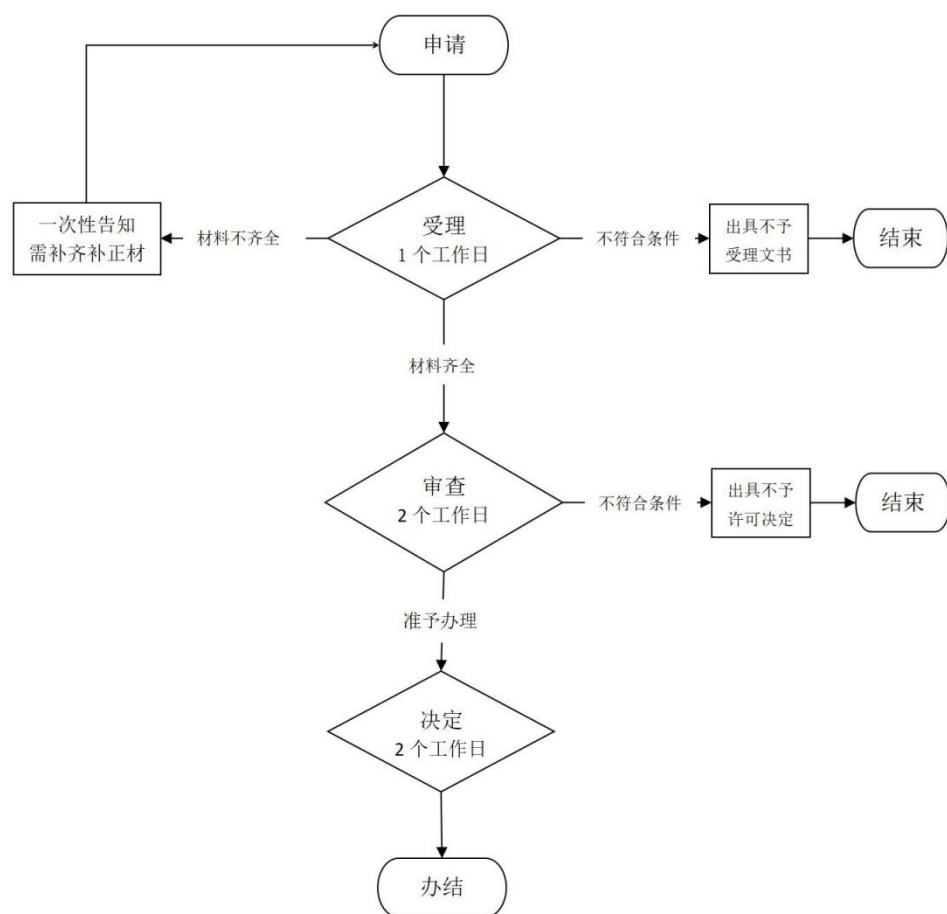 申请
一次性告知
需补齐补正材
材料不齐全
受理
1 个工作日
不符合条件
出具不予
受理文书
结束
材料齐全
审查
2 个工作日
不符合条件
出具不予
许可决定
结束
准予办理
决定
2 个工作日
办结